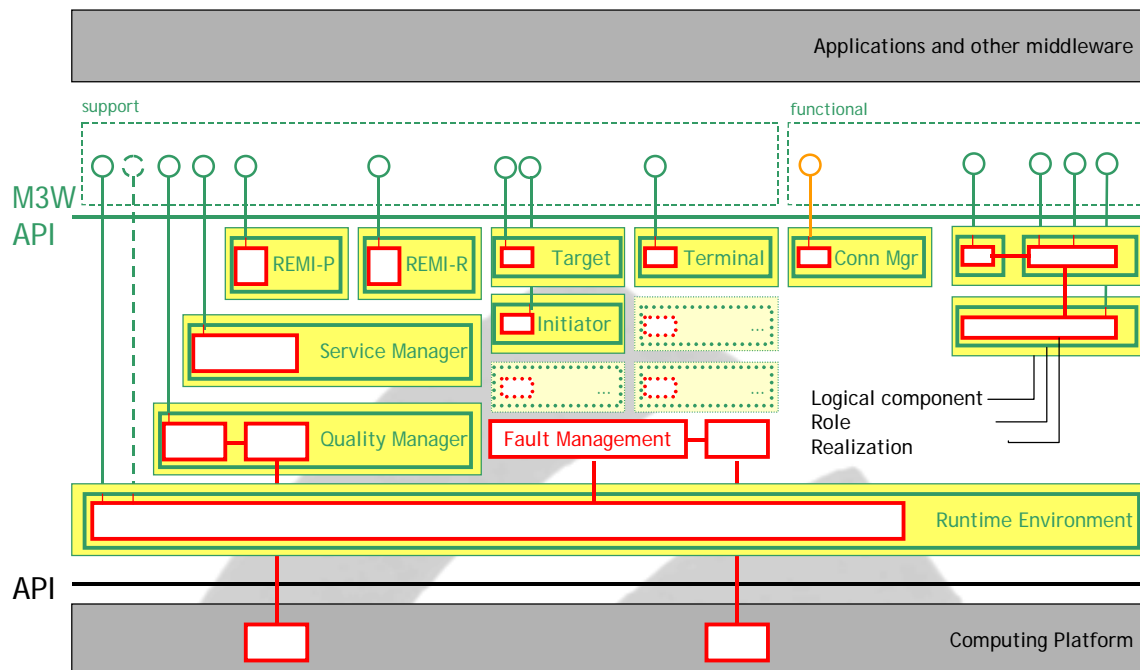 Applications and other middleware
support
functional
M3W
API
REMI-P
REMI-R
Target
Terminal
Conn Mgr
Initiator
...
Service Manager
...
...
Logical component
Role
Realization
Quality Manager
Fault Management
Runtime Environment
API
Computing Platform